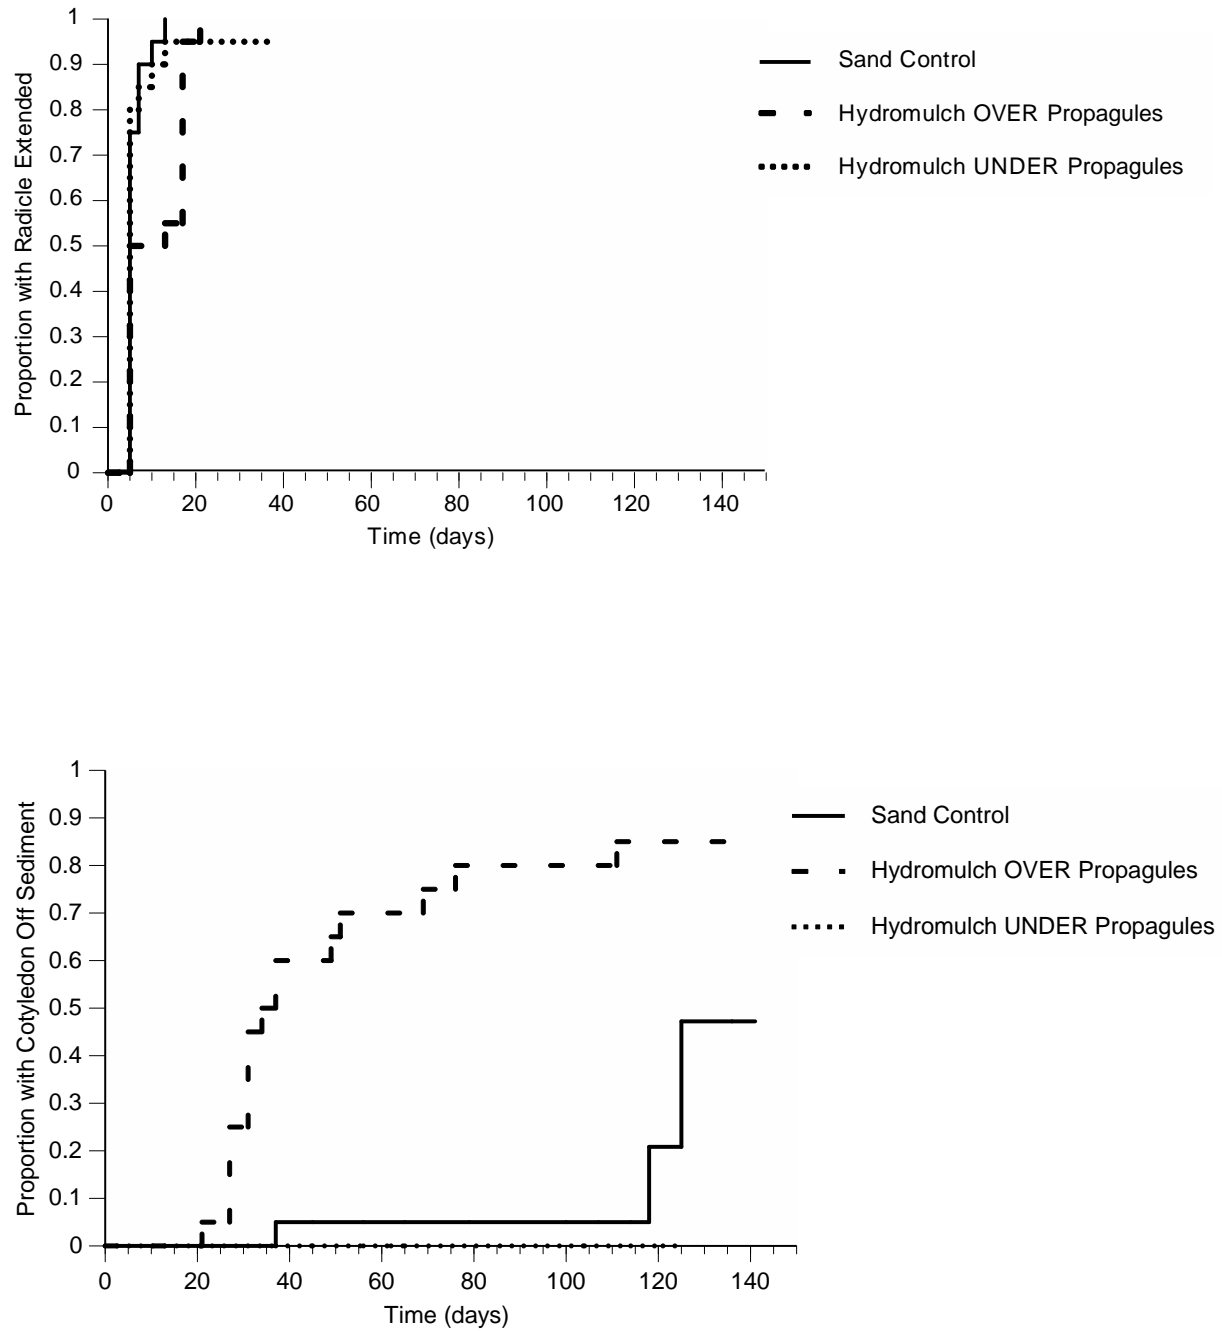 Proportion with Radicle Extended
1
0.9
0.8
0.7
0.6
0.5
0.4
0.3
0.2
0.1
0
0 20 40 60 80 100 120 140
Time (days)
Sand Control
Hydromulch OVER Propagules
Hydromulch UNDER Propagules
Proportion with Cotyledon Off Sediment
1
0.9
0.8
0.7
0.6
0.5
0.4
0.3
0.2
0.1
0
0 20 40 60 80 100 120 140
Time (days)
Sand Control
Hydromulch OVER Propagules
Hydromulch UNDER Propagules